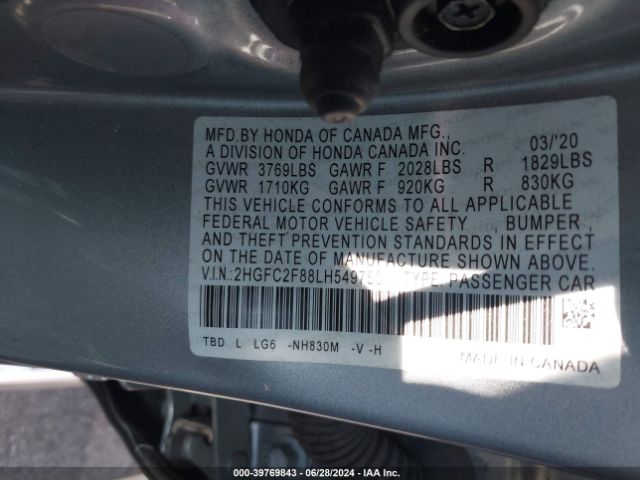 MFD.BY HONDA OF CANADA MFG.,
A DIVISION OF HONDA CANADA INC. 03/'20
GVWR 3769LBS GAWR F 2028LBS R 1829LBS
GVWR 1710KG GAWR F 920KG R 830KG
THIS VEHICLE CONFORMS TO ALL APPLICABLE
FEDERAL MOTOR VEHICLE SAFETY , BUMPER ,
AND THEFT PREVENTION STANDARDS IN EFFECT
ON THE DATE OF MANUFACTURE SHOWN ABOVE.
V.I.N: TYPE: PASSENGER CAR
TBD L LG6 -NH830M -V -H
MADE IN CANADA
000-39769843 / 06/28/2024 / IAA Inc.